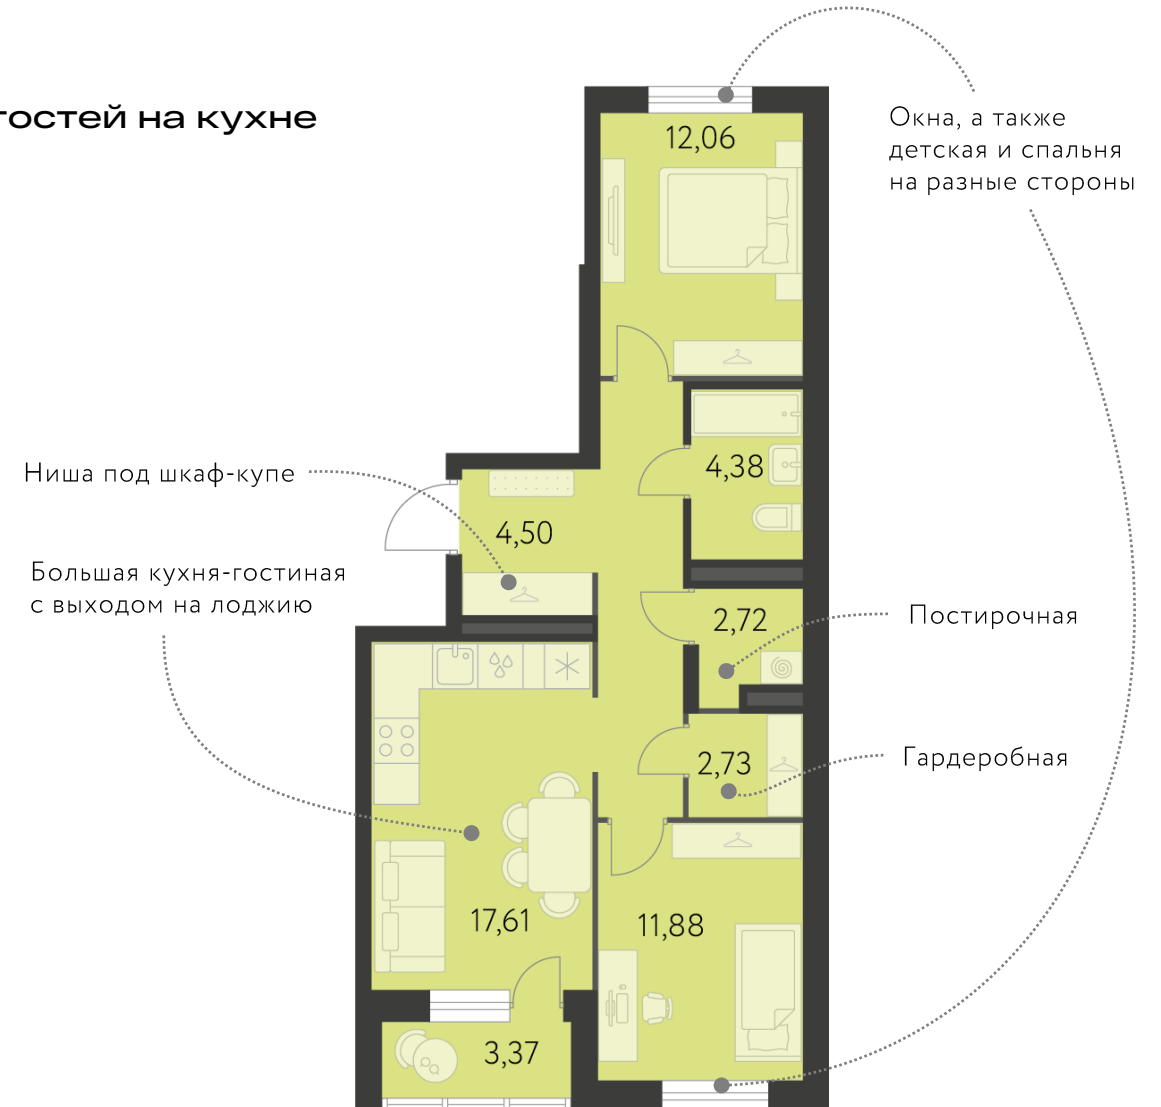 гостей на кухне
Окна, а также
детская и спальня
на разные стороны
12,06
Ниша под шкаф-купе
4,38
4,50
Большая кухня-гостиная
с выходом на лоджию
2,72
Постирочная
2,73
Гардеробная
17,61
11,88
3,37